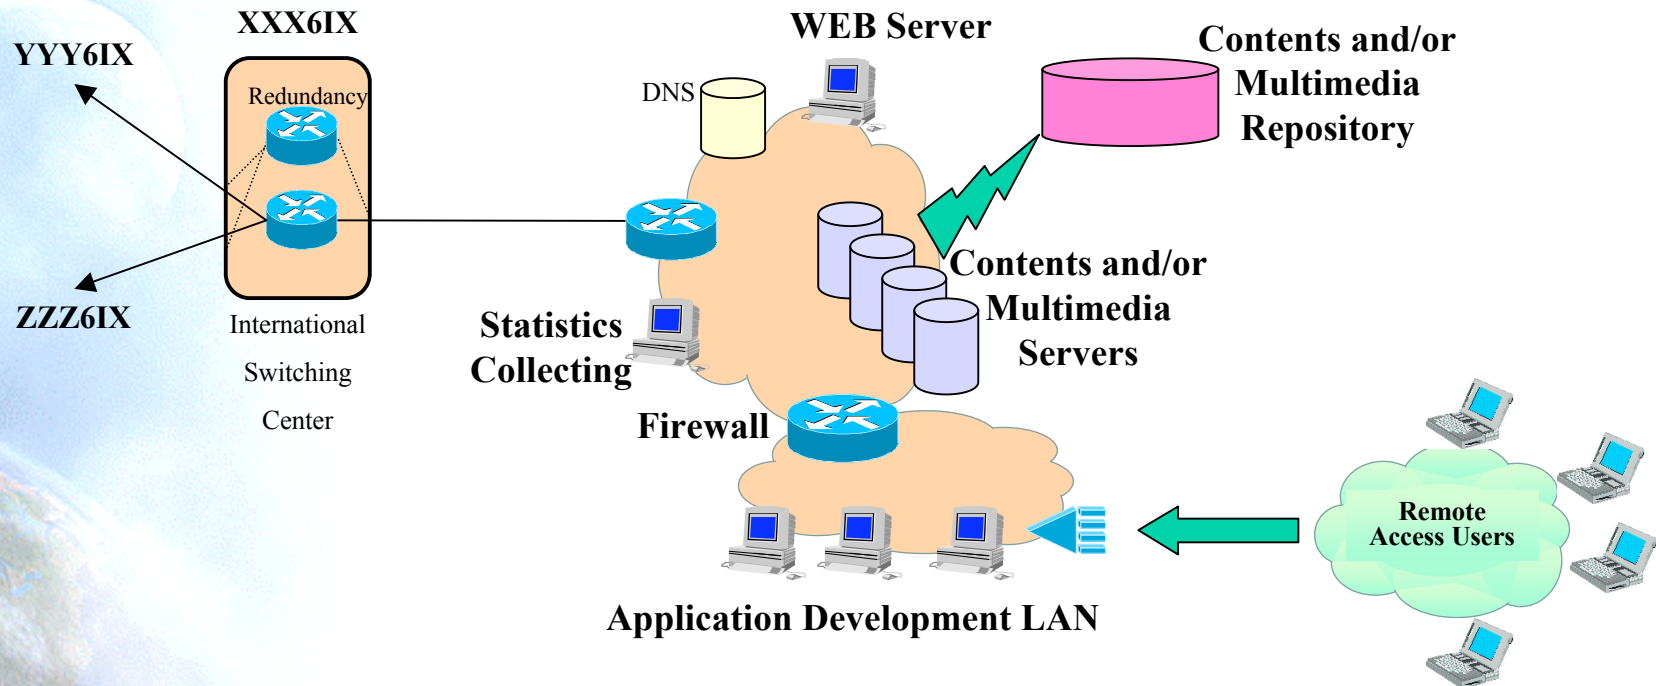 XXX6IX
YYY6IX
Redundancy
ZZZ6IX
International
Switching
Center
WEB Server
DNS
Contents and/or
Multimedia
Repository
Contents and/or
Multimedia
Servers
Statistics
Collecting
Firewall
Application Development LAN
Remote
Access Users